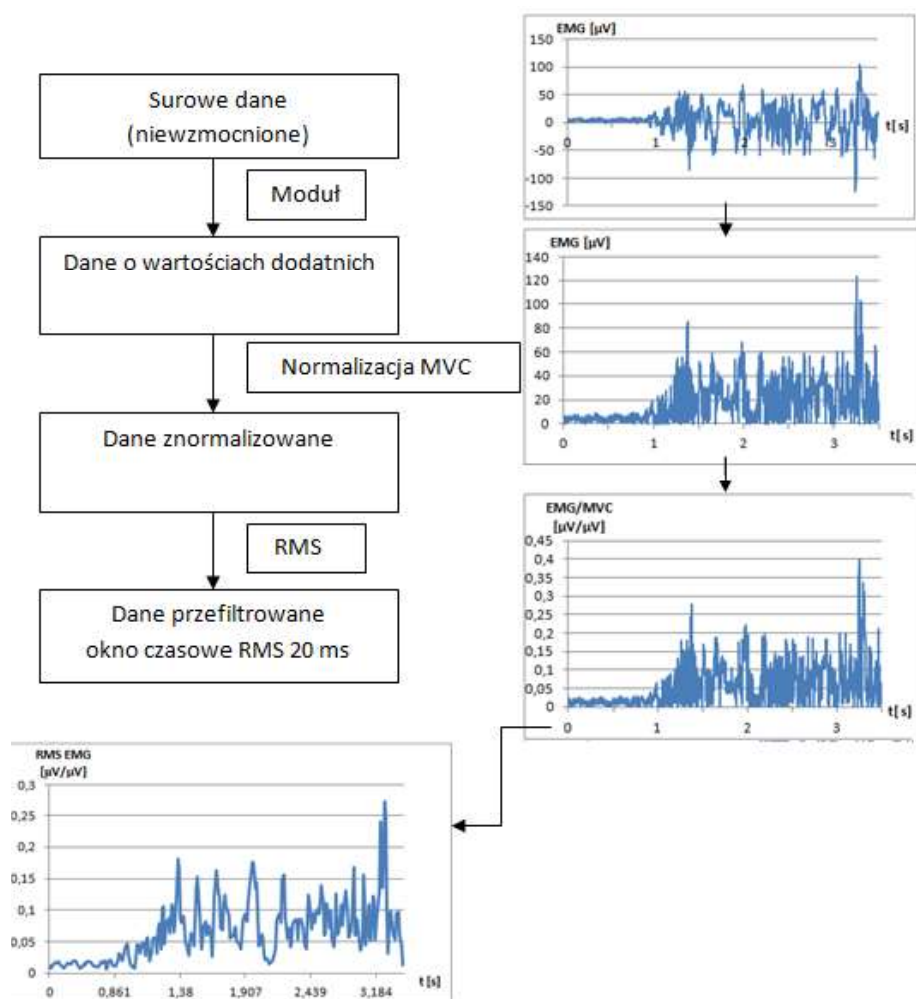 Surowe dane
(niewzmocnione)
Moduł
Dane o wartościach dodatnich
Normalizacja MVC
Dane znormalizowane
RMS
Dane przefiltrowane
okno czasowe RMS 20 ms
EMG [µV]
150
100
50
0
-50
-100
-150
0 1 2
t[s]
EMG [µV]
140
120
100
80
60
40
20
0
0 1 2 3
t[s]
EMG/MVC
[µV/µV]
0,45
0,4
0,35
0,3
0,25
0,2
0,15
0,1
0,05
0
0 1 2 3
t[s]
RMS EMG
[µV/µV]
0,3
0,25
0,2
0,15
0,1
0,05
0
0 0,861 1,38 1,907 2,439 3,184
t[s]